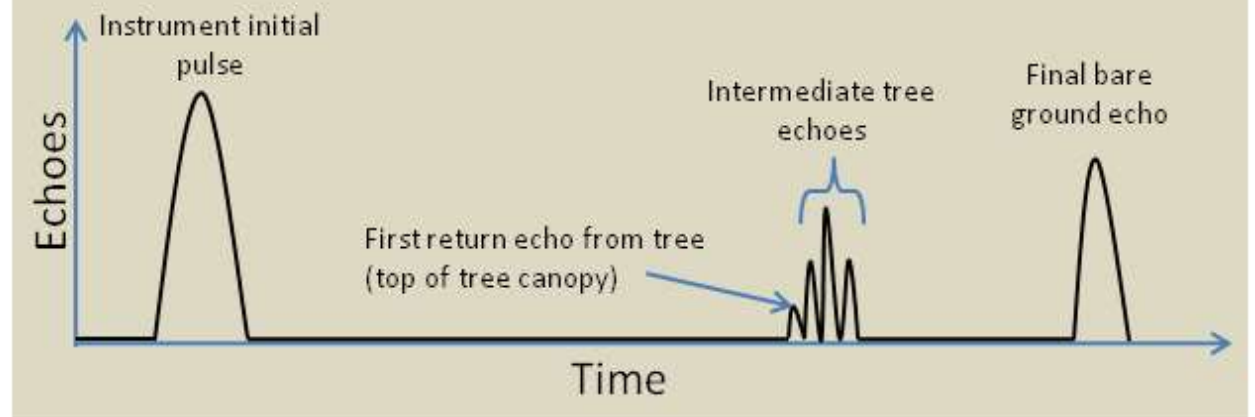 Instrument initial
pulse
Intermediate tree
echoes
Final bare
ground echo
Echoes
First return echo from tree
(top of tree canopy)
Time